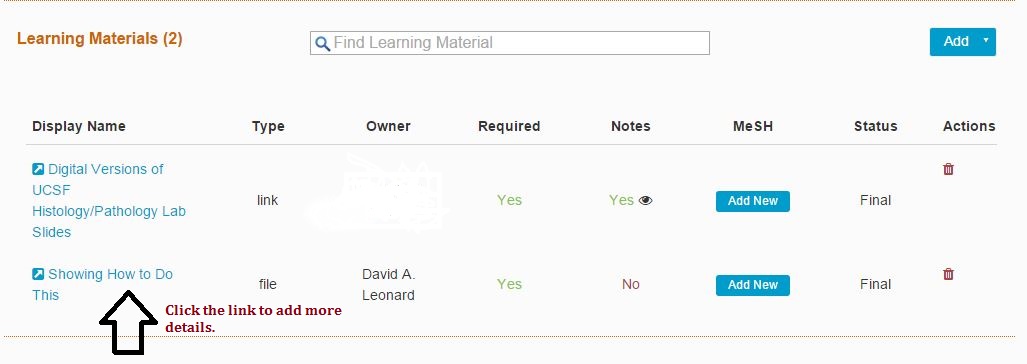 Learning Materials (2)
Find Learning Material
Add
Display Name Type Owner Required Notes MeSH Status Actions
Digital Versions of
UCSF
Histology/Pathology Lab
Slides
link Yes Yes Add New Final
Showing How to Do
This
file David A.
Leonard
Yes No Add New Final
Click the link to add more
details.